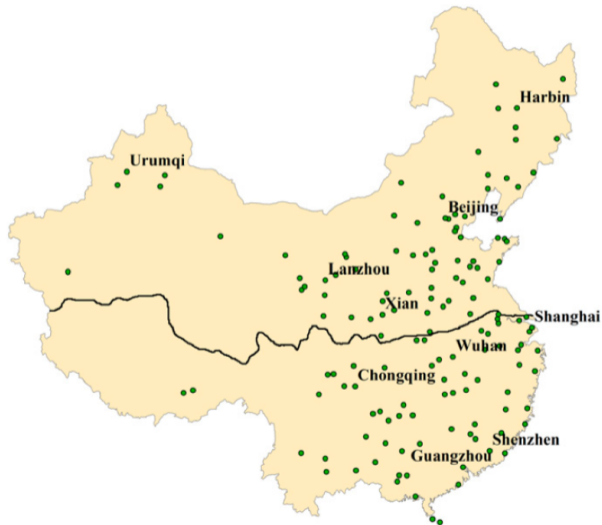 Harbin
Urumqi
Beijing
Lanzhou
Xian
Shanghai
Wuhan
Chongqing
Shenzhen
Guangzhou